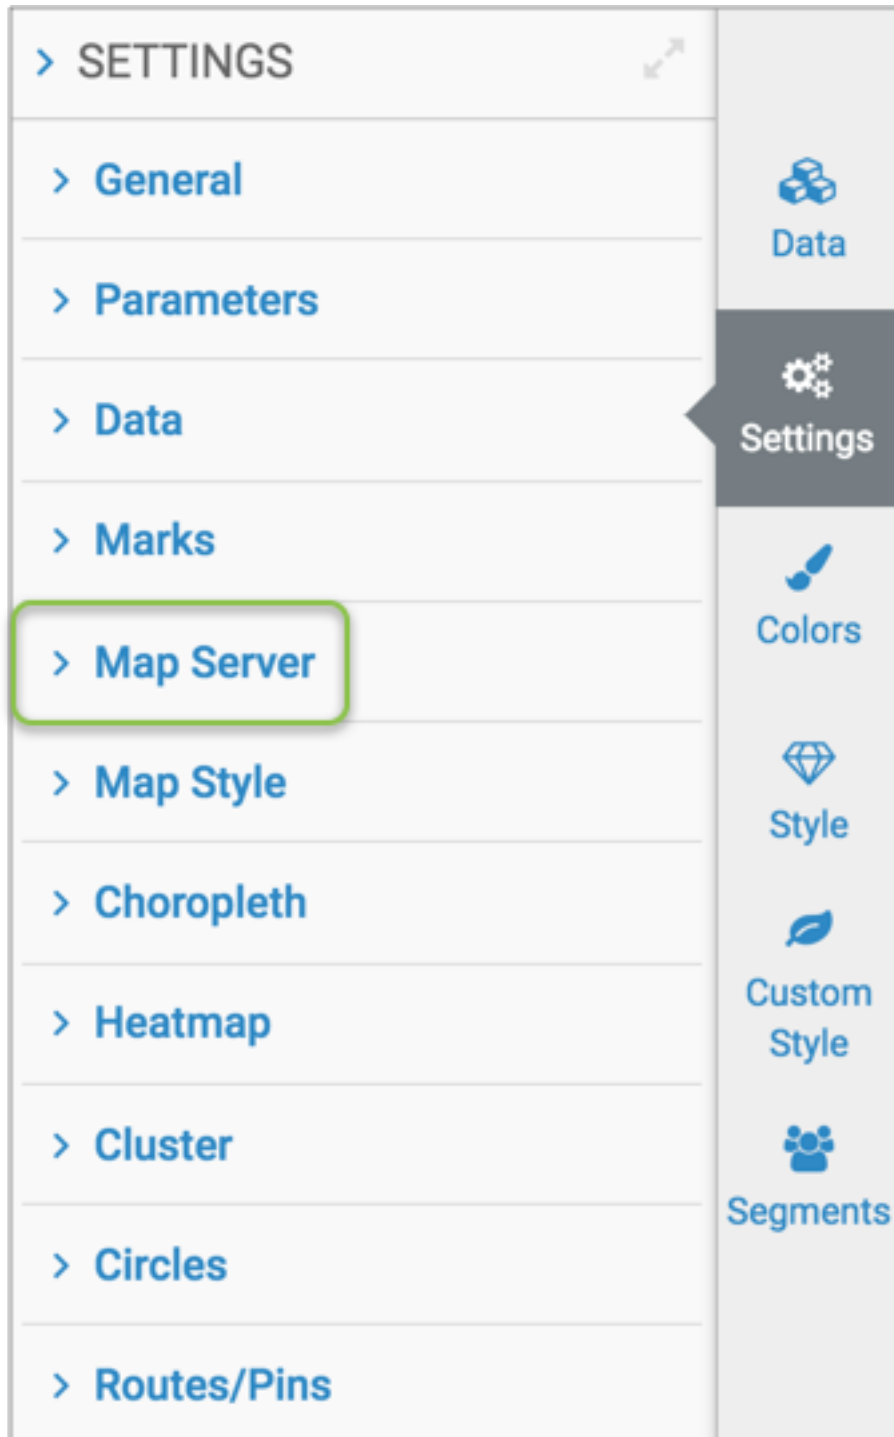 SETTINGS
General
Parameters
Data
Marks
Map Server
Map Style
Choropleth
Heatmap
Cluster
Circles
Routes/Pins
Data
Settings
Colors
Style
Custom
Style
Segments